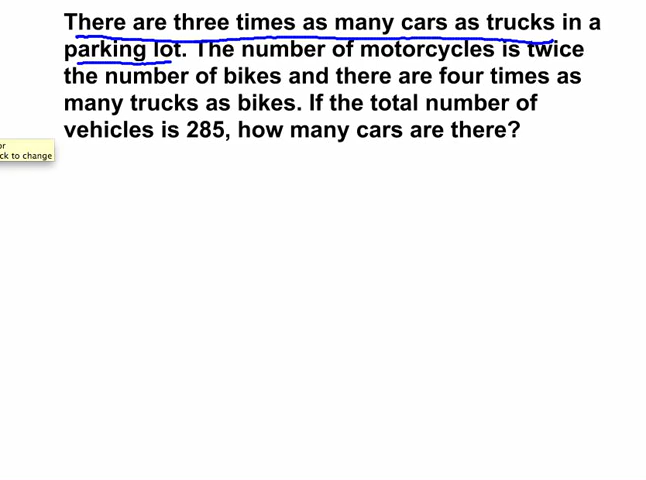 There are three times as many cars as trucks in a
parking lot. The number of motorcycles is twice
the number of bikes and there are four times as
many trucks as bikes. If the total number of
vehicles is 285, how many cars are there?
or
ck to change